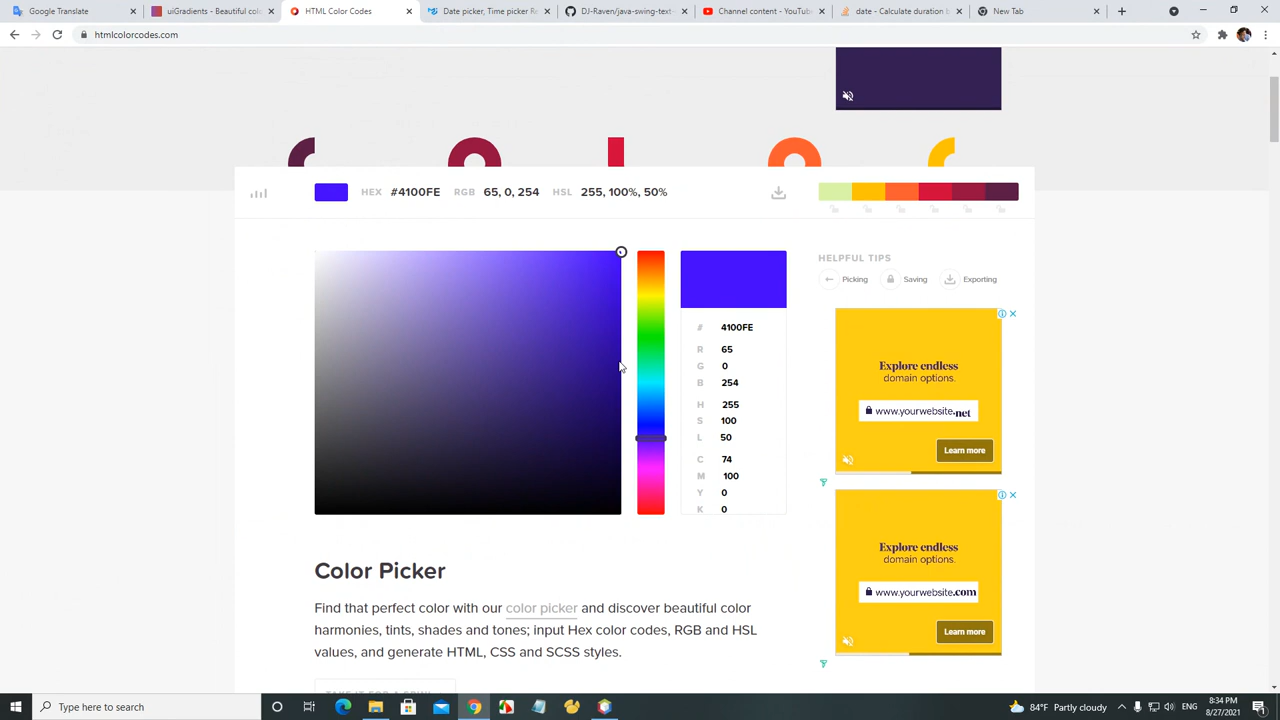 Google Translate
uiGradients - Beautiful col
HTML Color Codes
Date picker, Time picker Re
DJ-Raven/java-swing-text-
Channel content - YouTube
date - Calculate duration b
New Tab
htmlcolorcodes.com
HEX #4100FE RGB 65, 0, 254 HSL 255, 100%, 50%
HELPFUL TIPS
Picking Saving Exporting
# 4100FE
R 65
G 0
B 254
H 255
S 100
L 50
C 74
M 100
Y 0
K 0
Explore endless
domain options.
www.yourwebsite.net
Learn more
Explore endless
domain options.
www.yourwebsite.com
Learn more
Color Picker
Find that perfect color with our color picker and discover beautiful color
harmonies, tints, shades and tones; input Hex color codes, RGB and HSL
values, and generate HTML, CSS and SCSS styles.
Type here to search
84°F Partly cloudy
ENG
8:34 PM
8/27/2021